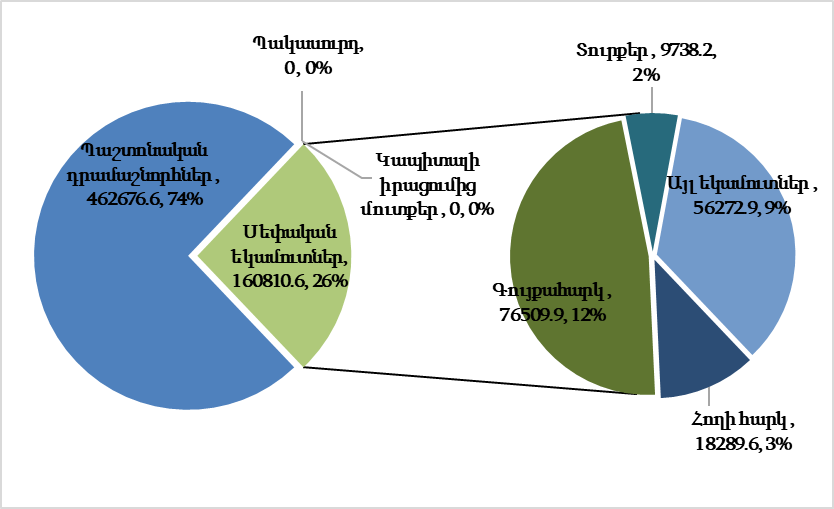 Պակասուրդ,
0, 0%
Պաշտոնական
դրամաշնորհներ ,
462676.6, 74%
Կապիտալի
իրացումից
մուտքեր , 0, 0%
Սեփական
եկամուտներ,
160810.6, 26%
Տուրքեր , 9738.2,
2%
Այլ եկամուտներ ,
56272.9, 9%
Գույքահարկ ,
76509.9, 12%
Հողի հարկ ,
18289.6, 3%